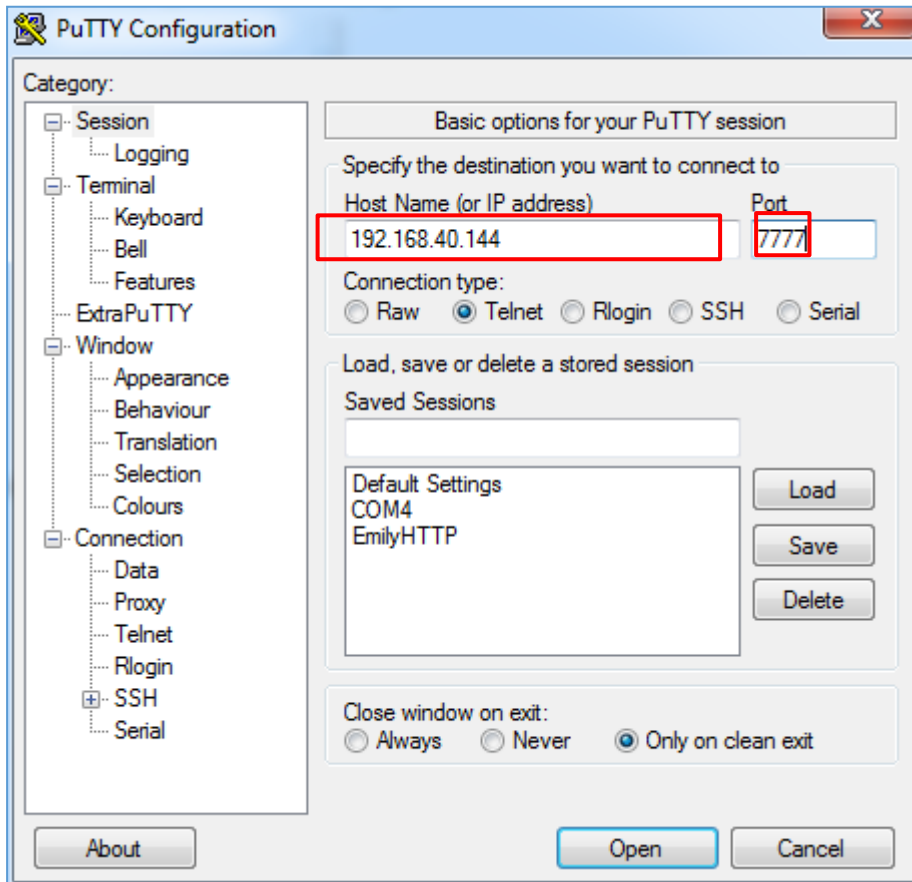 PuTTY Configuration
Category:
Session
Logging
Terminal
Keyboard
Bell
Features
ExtraPuTTY
Window
Appearance
Behaviour
Translation
Selection
Colours
Connection
Data
Proxy
Telnet
Rlogin
SSH
Serial
Basic options for your PuTTY session
Specify the destination you want to connect to
Host Name (or IP address) Port
192.168.40.144 7777
Connection type:
Raw Telnet Rlogin SSH Serial
Load, save or delete a stored session
Saved Sessions
Default Settings
COM4
EmilyHTTP
Load
Save
Delete
Close window on exit:
Always Never Only on clean exit
About Open Cancel